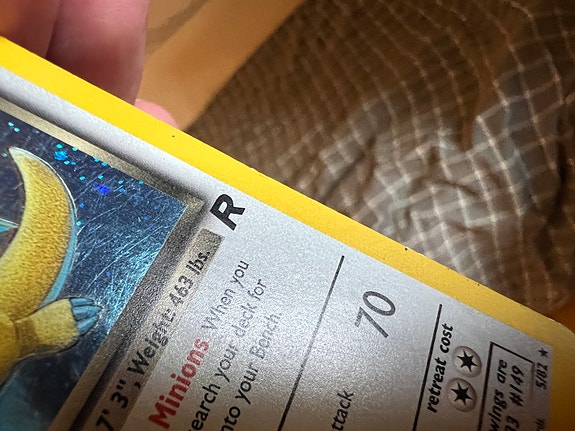 R
7' 3", Weight: 463 lbs.
Minions When you
earch your deck for
nto your Bench.
ttack 70
retreat cost
wings are
3 #149
5/82 ★